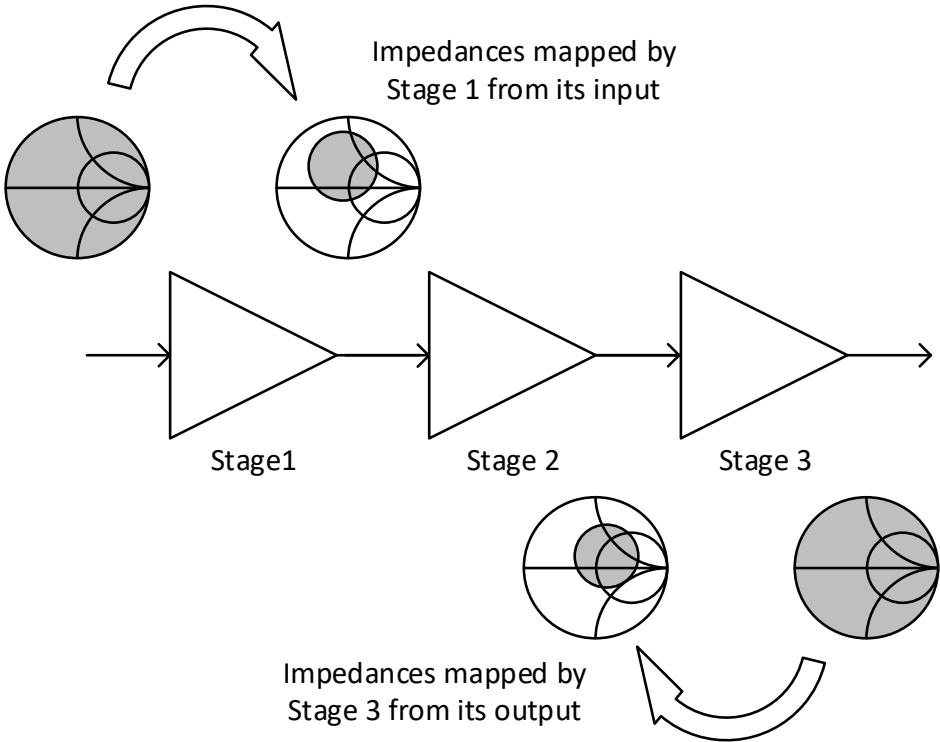 Impedances mapped by
Stage 1 from its input
Stage1
Stage 2
Stage 3
Impedances mapped by
Stage 3 from its output